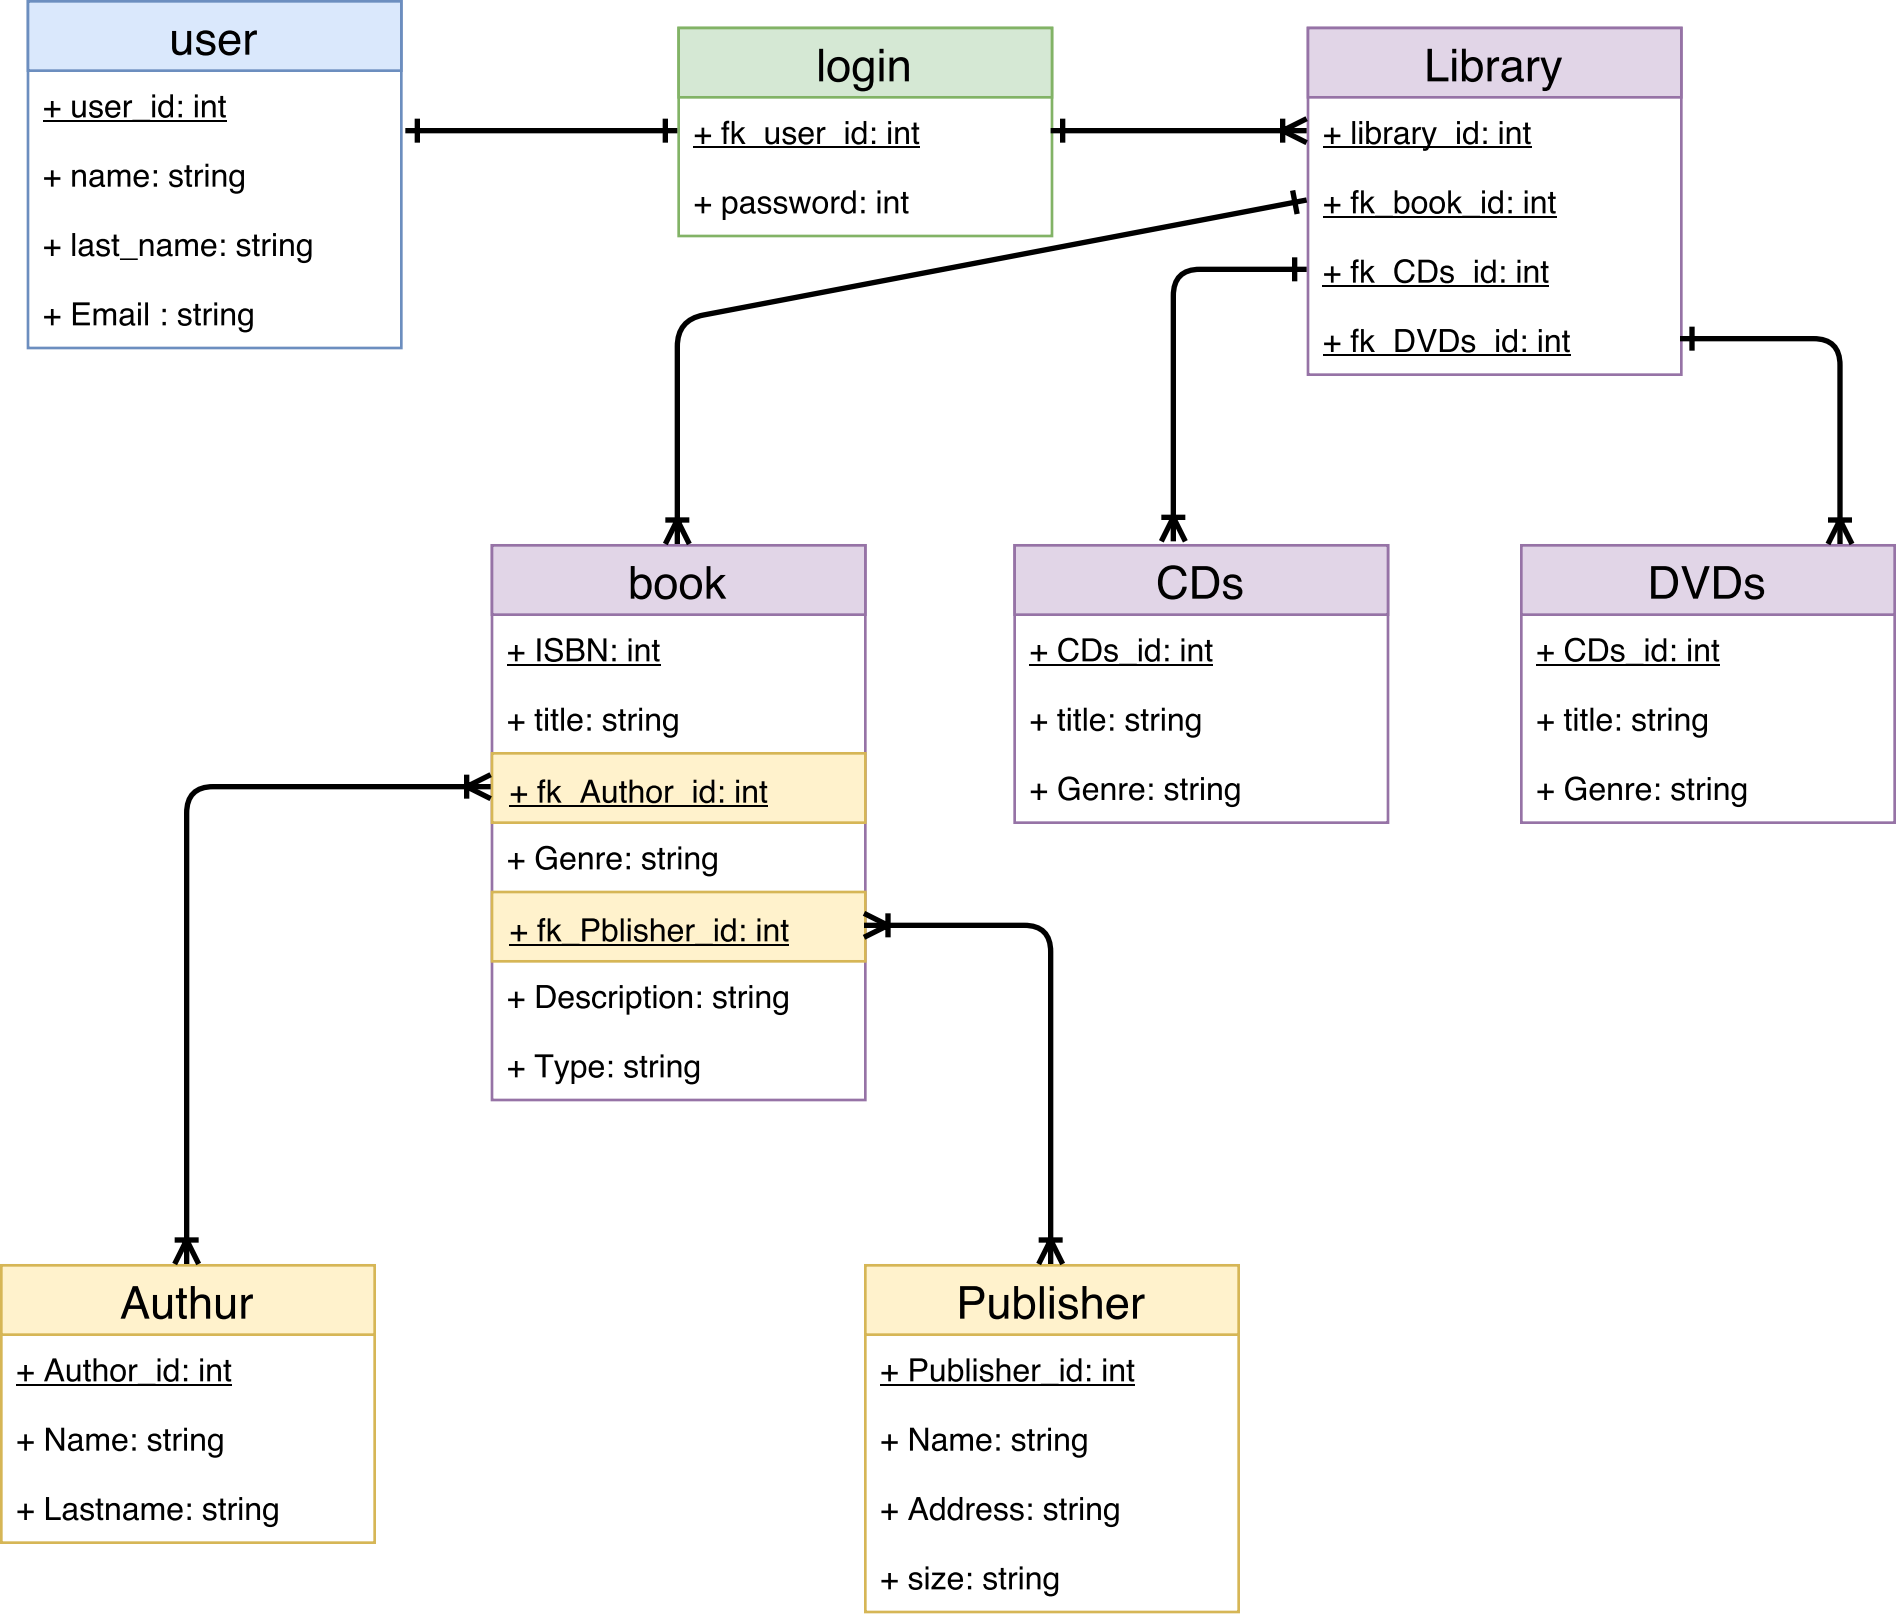 user
+ user_id: int
+ name: string
+ last_name: string
+ Email : string
login
+ fk_user_id: int
+ password: int
Library
+ library_id: int
+ fk_book_id: int
+ fk_CDs_id: int
+ fk_DVDs_id: int
book
+ ISBN: int
+ title: string
+ fk_Author_id: int
+ Genre: string
+ fk_Pblisher_id: int
+ Description: string
+ Type: string
CDs
+ CDs_id: int
+ title: string
+ Genre: string
DVDs
+ CDs_id: int
+ title: string
+ Genre: string
Authur
+ Author_id: int
+ Name: string
+ Lastname: string
Publisher
+ Publisher_id: int
+ Name: string
+ Address: string
+ size: string